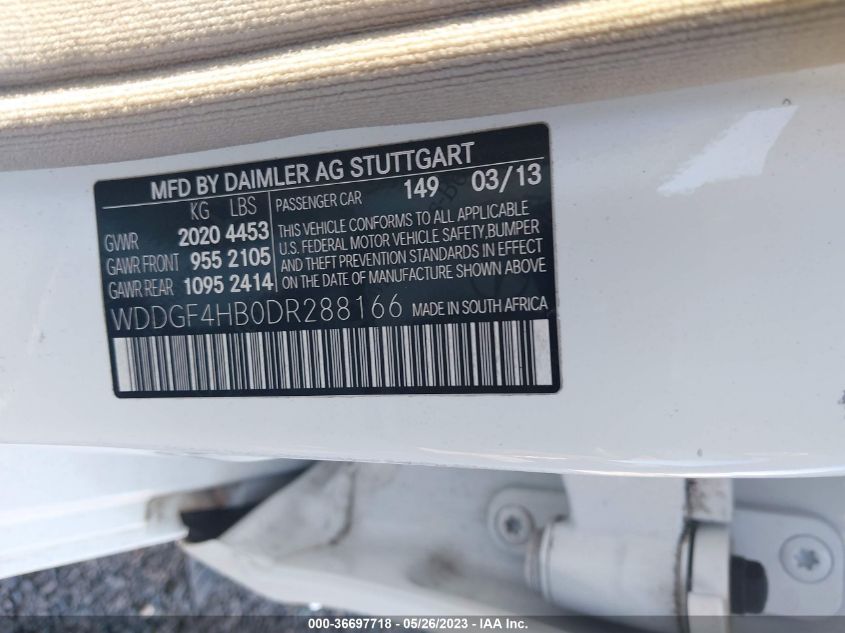 MFD BY DAIMLER AG STUTTGART
KG LBS
PASSENGER CAR 149 03/13
GVWR 2020 4453
GAWR FRONT 955 2105
GAWR REAR 1095 2414
THIS VEHICLE CONFORMS TO ALL APPLICABLE
U.S. FEDERAL MOTOR VEHICLE SAFETY,BUMPER
AND THEFT PREVENTION STANDARDS IN EFFECT
ON THE DATE OF MANUFACTURE SHOWN ABOVE
WDDGF4HB0DR288166 MADE IN SOUTH AFRICA
000-36697718 - 05/26/2023 - IAA Inc.